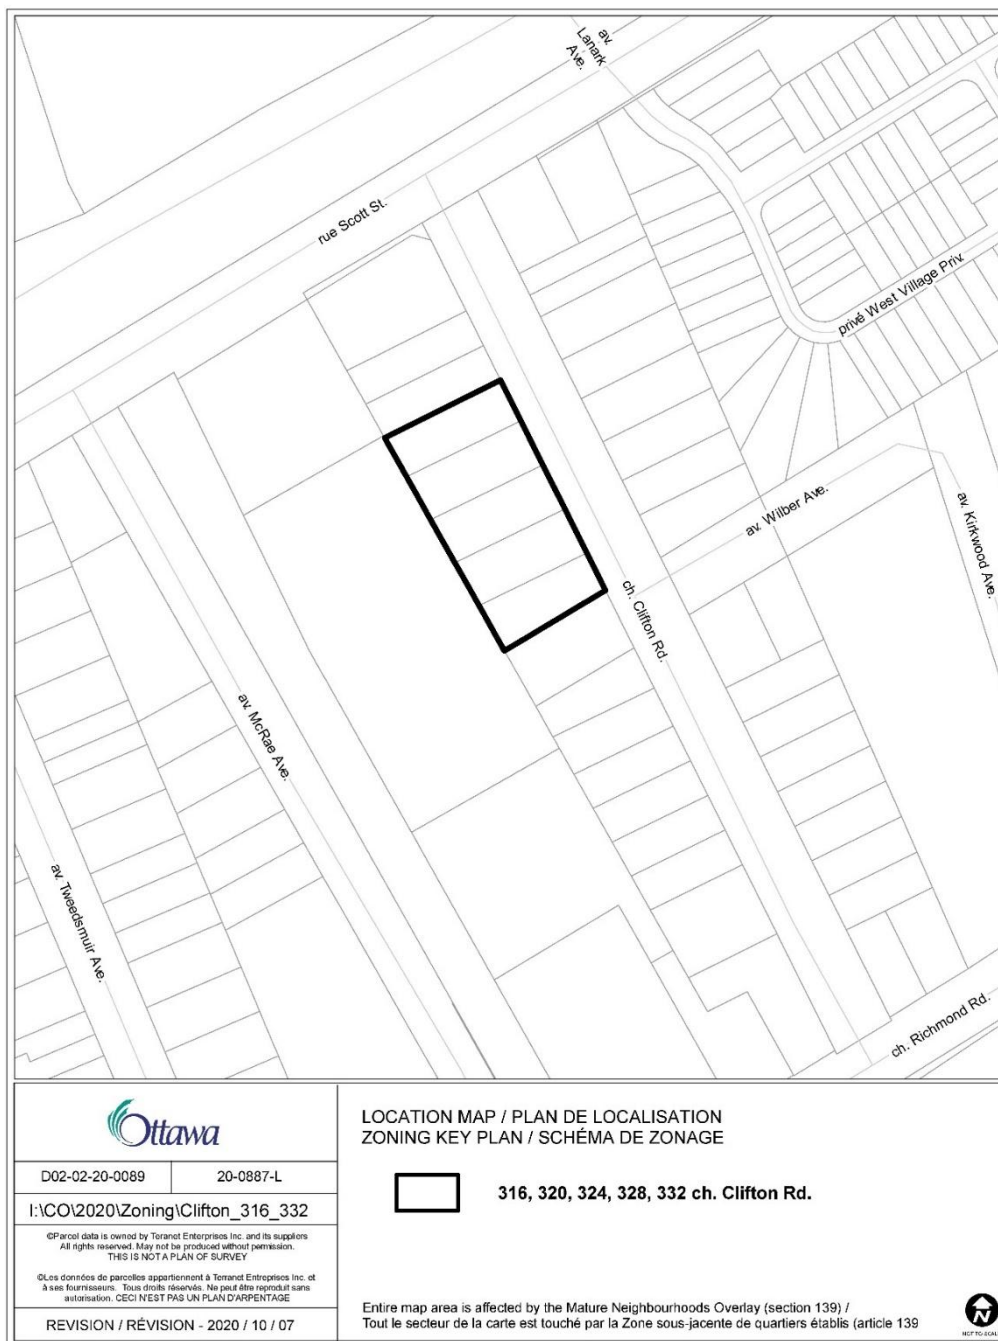 av.
Lanark
Ave.
rue Scott St.
privé West Village Priv.
av. Wilber Ave.
av. Kirkwood Ave.
ch. Clifton Rd.
av. McRae Ave.
av. Tweedsmuir Ave.
ch. Richmond Rd.
Ottawa
D02-02-20-0089
20-0887-L
I:\CO\2020\Zoning\Clifton_316_332
©Parcel data is owned by Teranet Enterprises Inc. and its suppliers
All rights reserved. May not be produced without permission.
THIS IS NOT A PLAN OF SURVEY
©Les données de parcelles appartiennent à Teranet Entreprises Inc. et
à ses fournisseurs. Tous droits réservés. Ne peut être reproduit sans
autorisation. CECI N'EST PAS UN PLAN D'ARPENTAGE
REVISION / RÉVISION - 2020 / 10 / 07
LOCATION MAP / PLAN DE LOCALISATION
ZONING KEY PLAN / SCHÉMA DE ZONAGE
316, 320, 324, 328, 332 ch. Clifton Rd.
Entire map area is affected by the Mature Neighbourhoods Overlay (section 139) /
Tout le secteur de la carte est touché par la Zone sous-jacente de quartiers établis (article 139
N
NOT TO SCALE